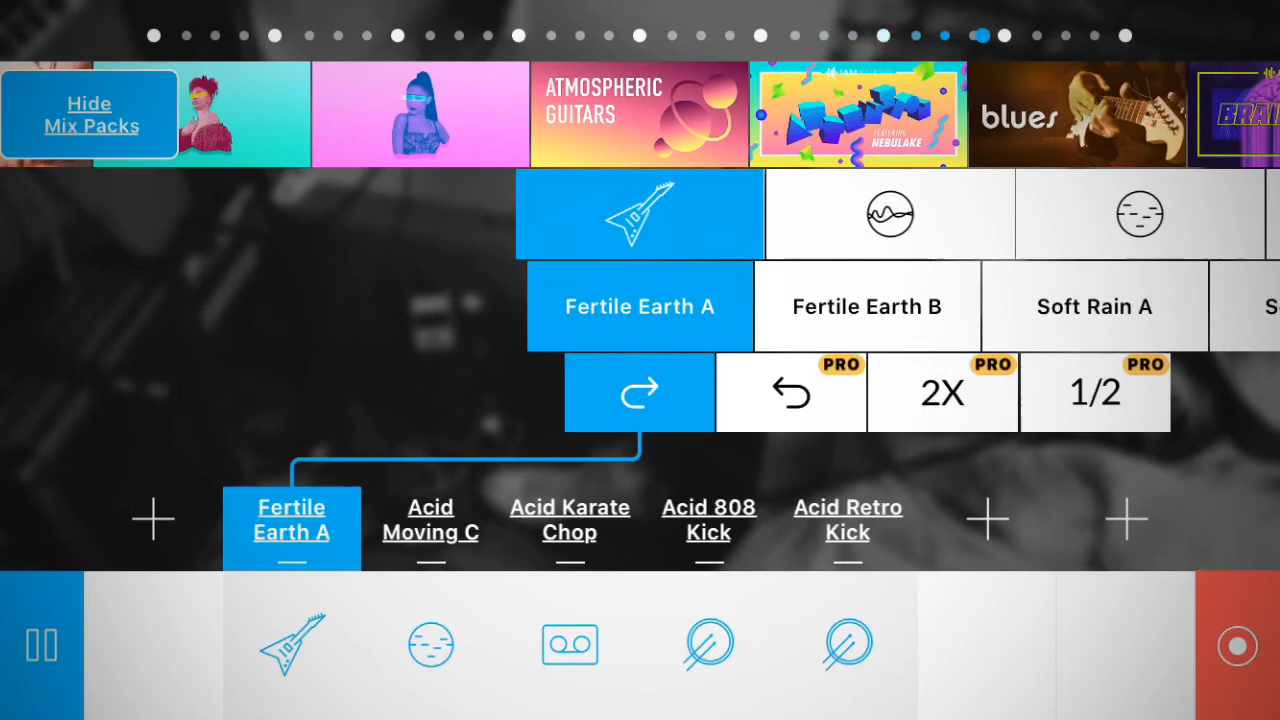 Hide
Mix Packs
ATMOSPHERIC
GUITARS
FEATURING
NEBULAKE
blues
BRAI
Fertile Earth A
Fertile Earth B
Soft Rain A
S
PRO
PRO
PRO
2X
1/2
Fertile
Earth A
Acid
Moving C
Acid Karate
Chop
Acid 808
Kick
Acid Retro
Kick